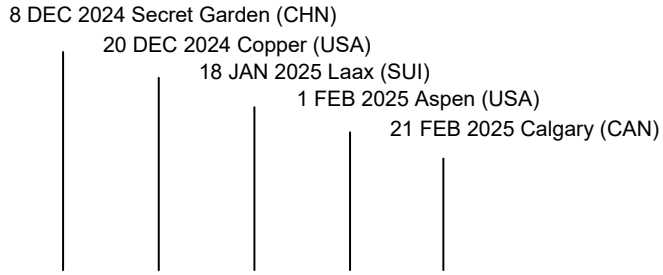 8 DEC 2024 Secret Garden (CHN)
20 DEC 2024 Copper (USA)
18 JAN 2025 Laax (SUI)
1 FEB 2025 Aspen (USA)
21 FEB 2025 Calgary (CAN)